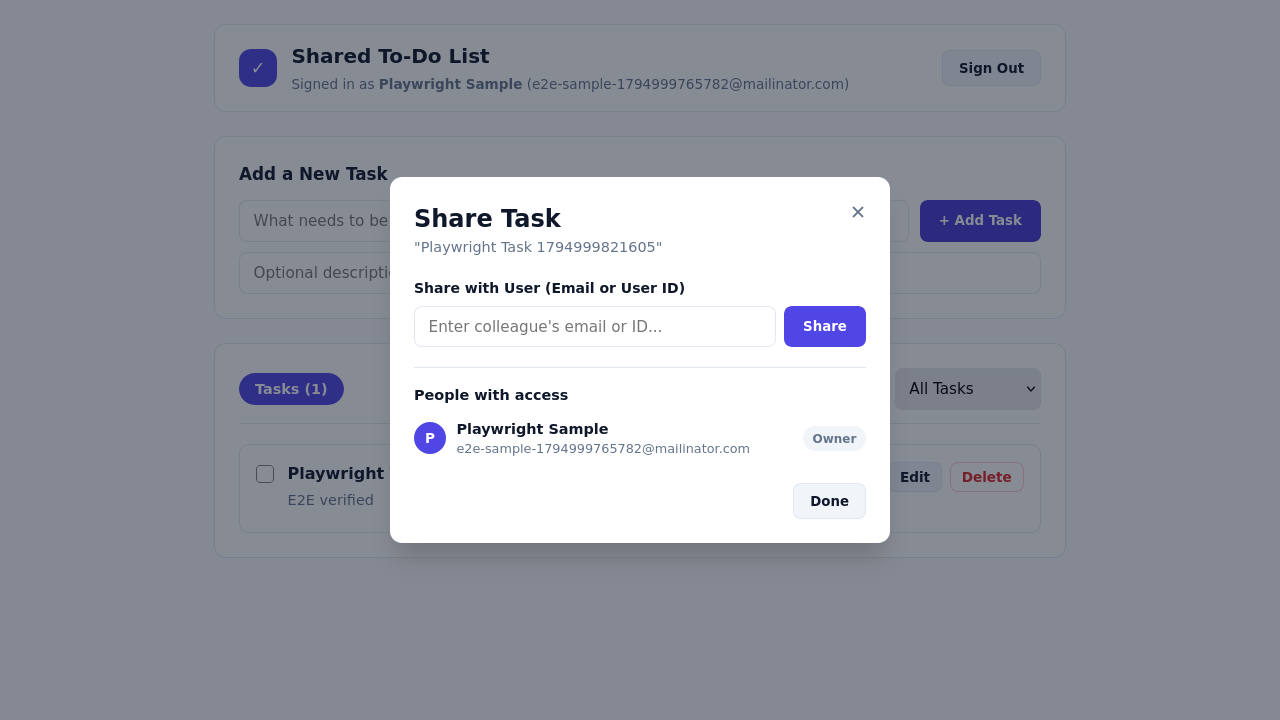 ✓
Shared To-Do List
Signed in as Playwright Sample (e2e-sample-1794999765782@mailinator.com)
Sign Out
Add a New Task
What needs to be
+ Add Task
Optional
Share Task
✕
"Playwright Task 1794999821605"
Share with User (Email or User ID)
Enter colleague's email or ID...
Share
People with access
P
Playwright Sample
e2e-sample-1794999765782@mailinator.com
Owner
Done
Tasks (1)
All Tasks
Playwright
E2E verified
Edit
Delete